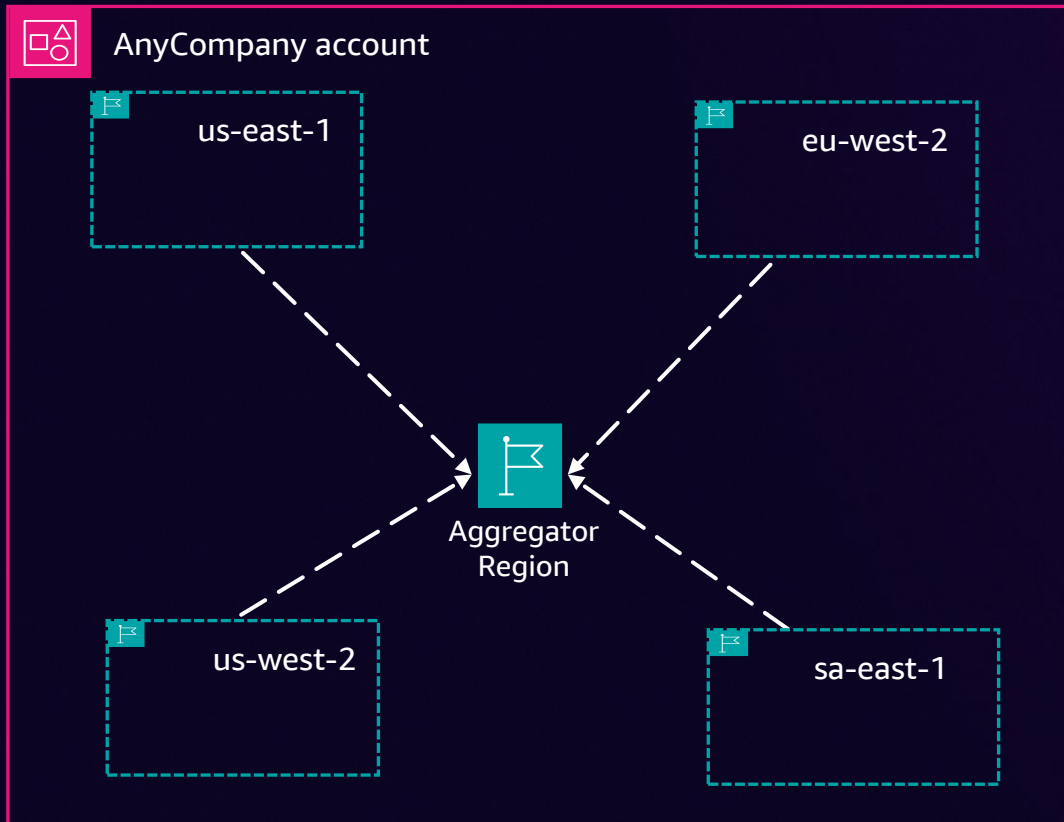 AnyCompany account
us-east-1
eu-west-2
Aggregator
Region
us-west-2
sa-east-1